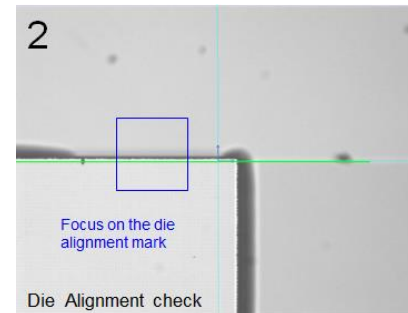 2
Focus on the die
alignment mark
Die Alignment check